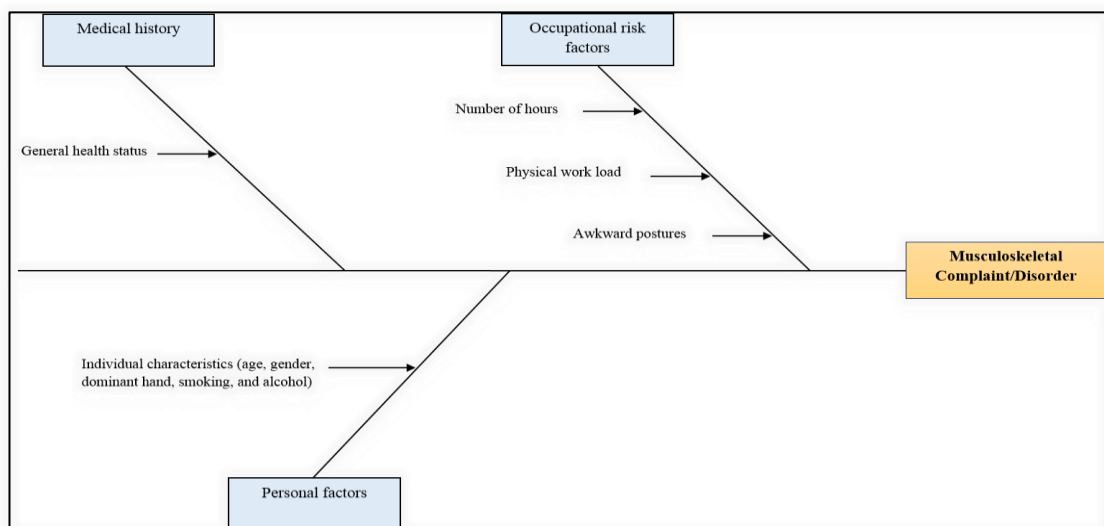 Medical history
Occupational risk
factors
Number of hours
General health status
Physical work load
Awkward postures
Musculoskeletal
Complaint/Disorder
Individual characteristics (age, gender,
dominant hand, smoking, and alcohol)
Personal factors